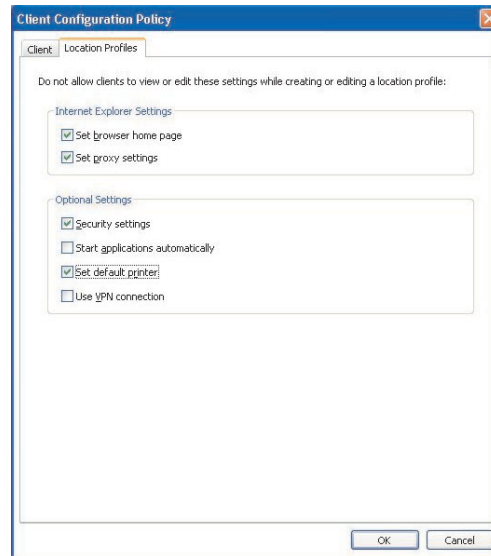 Client Configuration Policy
Client Location Profiles
Do not allow clients to view or edit these settings while creating or editing a location profile:
Internet Explorer Settings
Set browser home page
Set proxy settings
Optional Settings
Security settings
Start applications automatically
Set default printer
Use VPN connection
OK Cancel